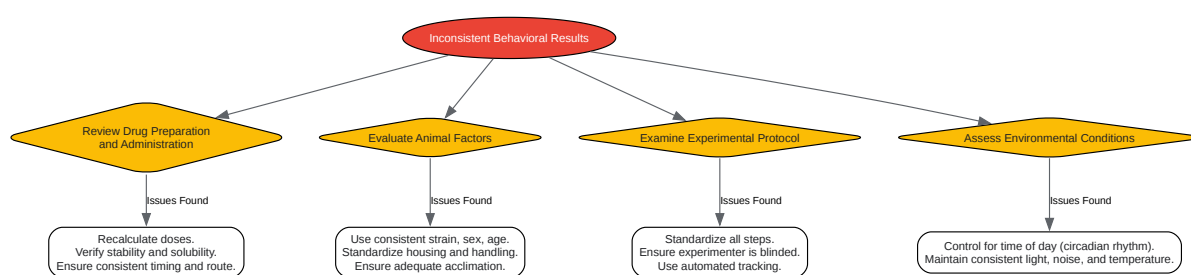 Inconsistent Behavioral Results
Review Drug Preparation
and Administration
Evaluate Animal Factors
Examine Experimental Protocol
Assess Environmental Conditions
Issues Found
Issues Found
Issues Found
Issues Found
Recalculate doses.
Verify stability and solubility.
Ensure consistent timing and route.
Use consistent strain, sex, age.
Standardize housing and handling.
Ensure adequate acclimation.
Standardize all steps.
Ensure experimenter is blinded.
Use automated tracking.
Control for time of day (circadian rhythm).
Maintain consistent light, noise, and temperature.